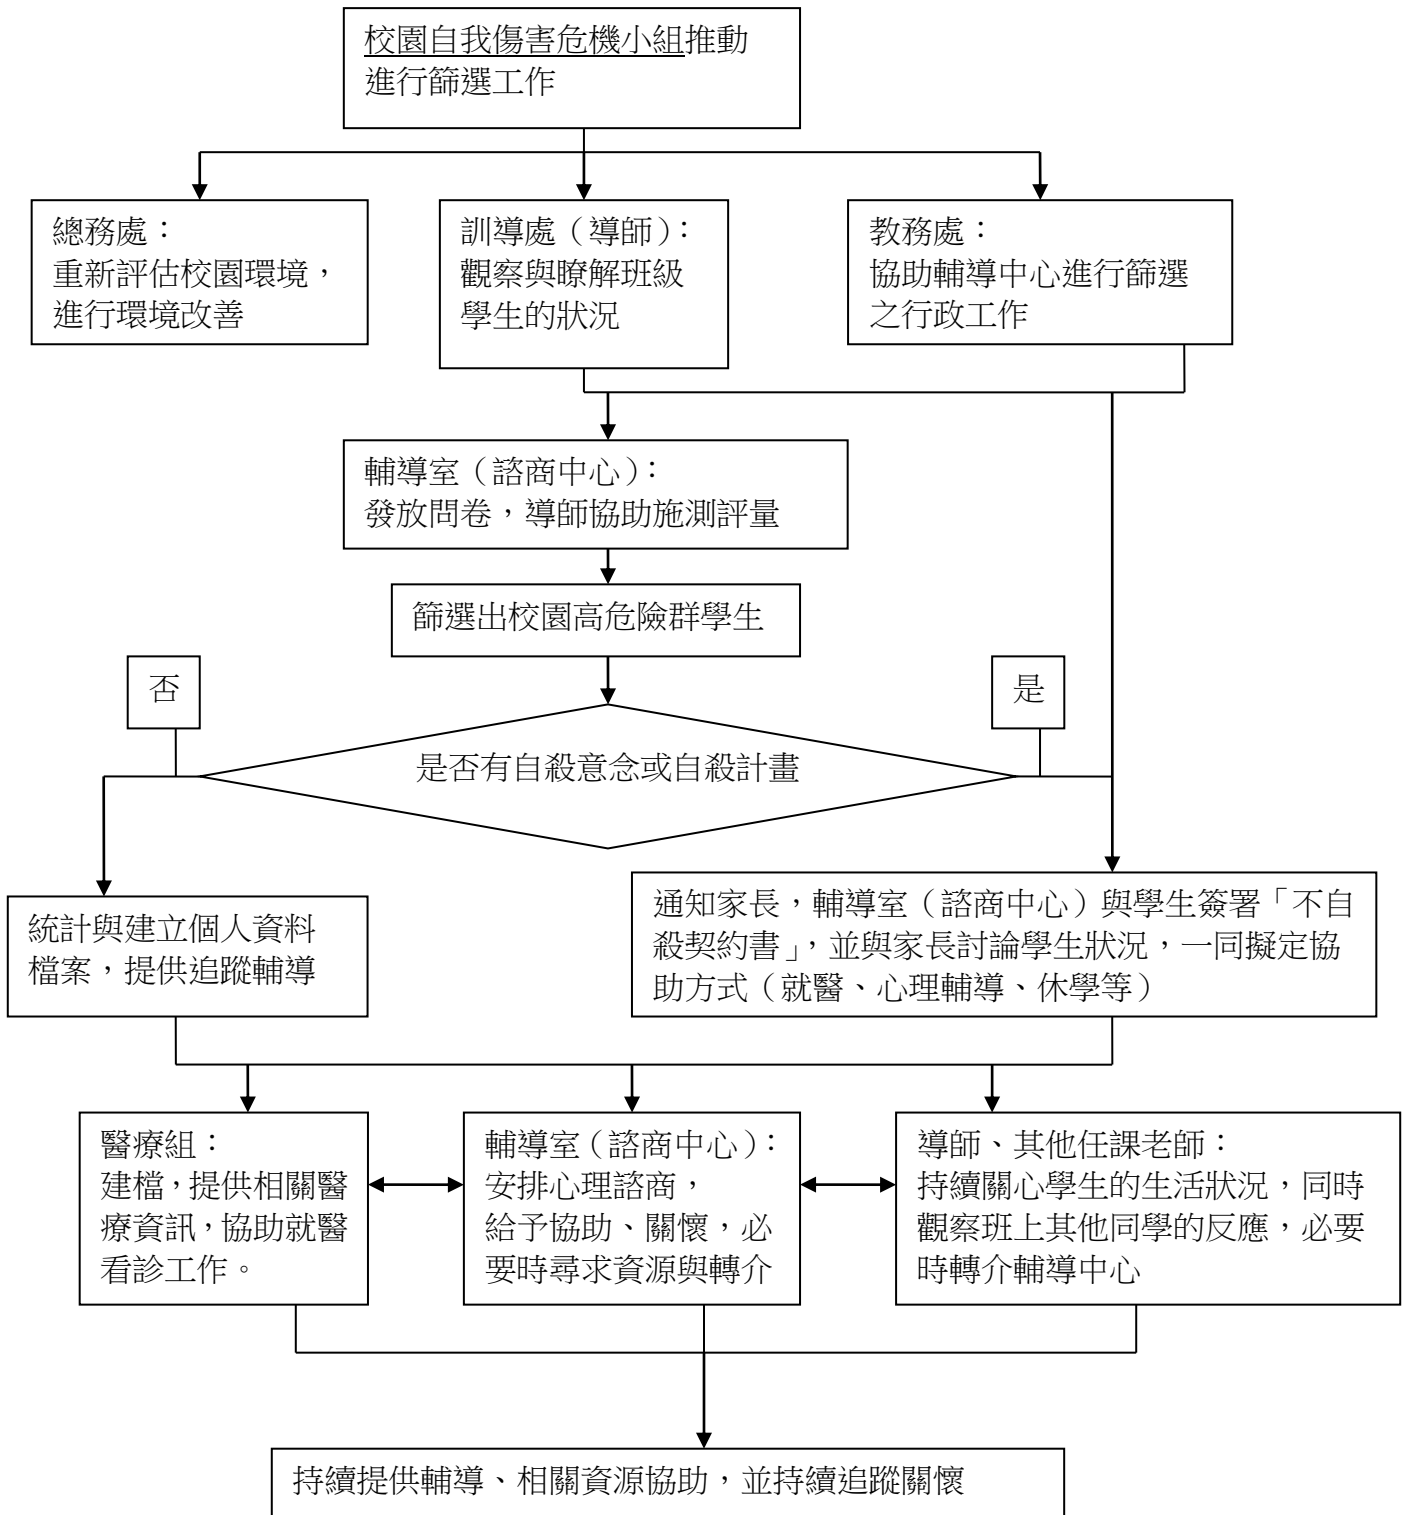 校園自我傷害危機小組推動
進行篩選工作
總務處：
重新評估校園環境，
進行環境改善
訓導處（導師）：
觀察與瞭解班級
學生的狀況
教務處：
協助輔導中心進行篩選
之行政工作
輔導室（諮商中心）：
發放問卷，導師協助施測評量
篩選出校園高危險群學生
否
是
是否有自殺意念或自殺計畫
統計與建立個人資料
檔案，提供追蹤輔導
通知家長，輔導室（諮商中心）與學生簽署「不自
殺契約書」，並與家長討論學生狀況，一同擬定協
助方式（就醫、心理輔導、休學等）
醫療組：
建檔，提供相關醫
療資訊，協助就醫
看診工作。
輔導室（諮商中心）：
安排心理諮商，
給予協助、關懷，必
要時尋求資源與轉介
導師、其他任課老師：
持續關心學生的生活狀況，同時
觀察班上其他同學的反應，必要
時轉介輔導中心
持續提供輔導、相關資源協助，並持續追蹤關懷